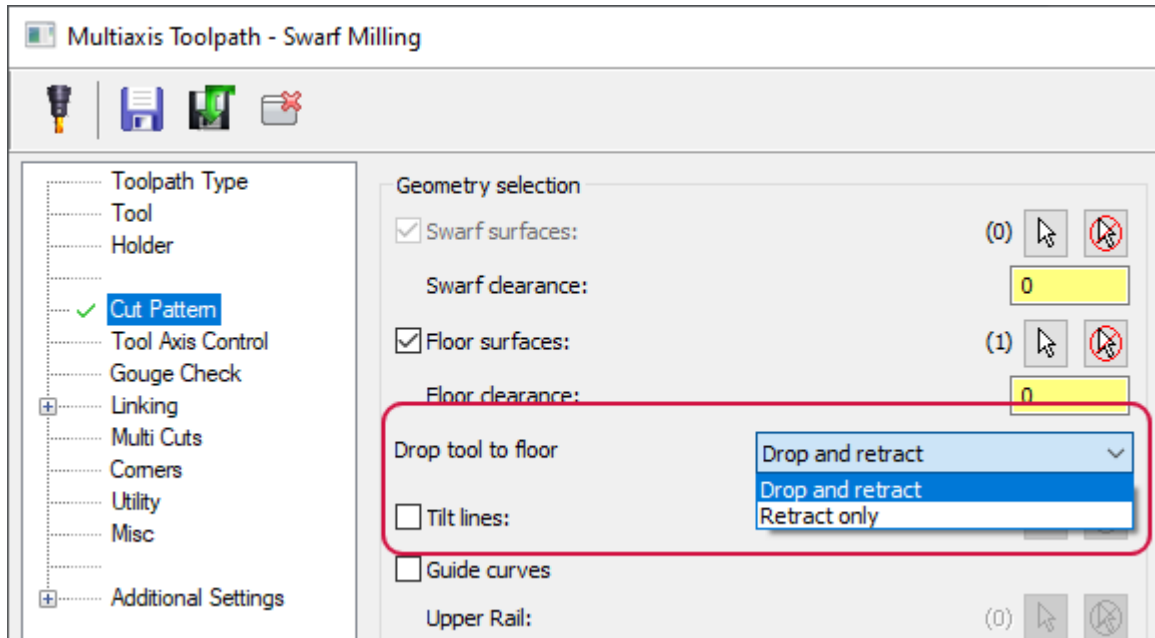 Multiaxis Toolpath - Swarf Milling
Toolpath Type
Tool
Holder
Cut Pattern
Tool Axis Control
Gouge Check
Linking
Multi Cuts
Corners
Utility
Misc
Additional Settings
Geometry selection
Swarf surfaces: (0)
Swarf clearance: 0
Floor surfaces: (1)
Floor clearance: 0
Drop tool to floor Drop and retract
Drop and retract
Retract only
Tilt lines:
Guide curves
Upper Rail: (0)